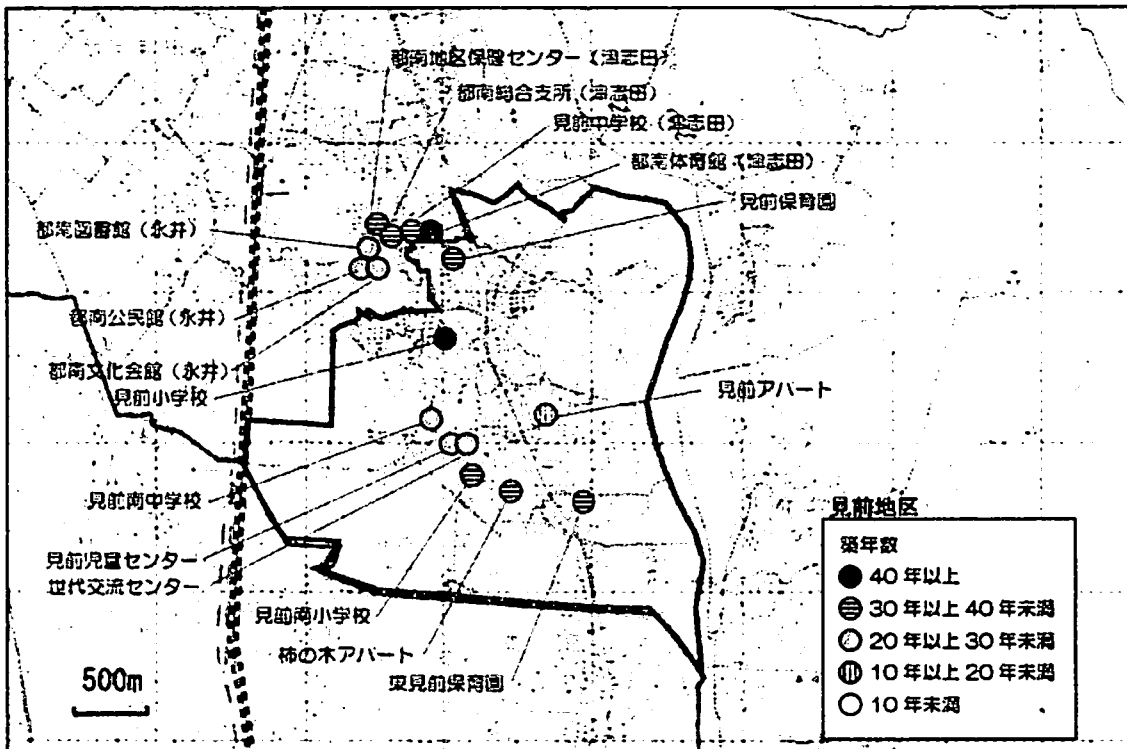 都南地区保健センター(津志田)
都南総合支所(津志田)
見前中学校(津志田)
都南体育館(津志田)
見前保育園
都南図書館(永井)
都南公民館(永井)
都南文化会館(永井)
見前小学校
見前アパート
見前南中学校
見前児童センター
世代交流センター
見前南小学校
柿の木アパート
東見前保育園
500m
見前地区
築年数
40年以上
30年以上40年未満
20年以上30年未満
10年以上20年未満
10年未満